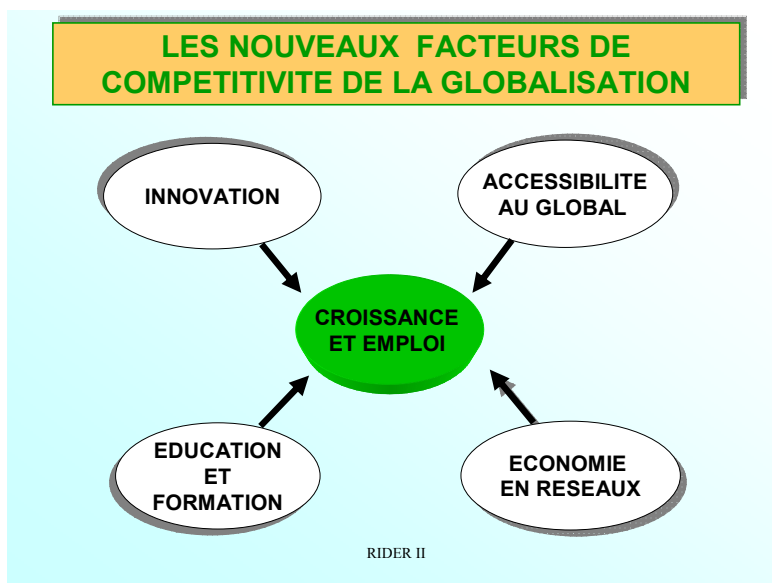 LES NOUVEAUX FACTEURS DE
COMPETITIVITE DE LA GLOBALISATION
INNOVATION
ACCESSIBILITE
AU GLOBAL
CROISSANCE
ET EMPLOI
EDUCATION
ET
FORMATION
ECONOMIE
EN RESEAUX
RIDER II